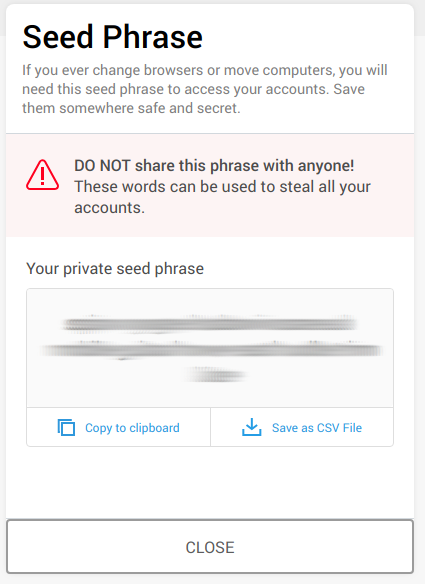 Seed Phrase
If you ever change browsers or move computers, you will
need this seed phrase to access your accounts. Save
them somewhere safe and secret.
DO NOT share this phrase with anyone!
These words can be used to steal all your
accounts.
Your private seed phrase
Copy to clipboard
Save as CSV File
CLOSE